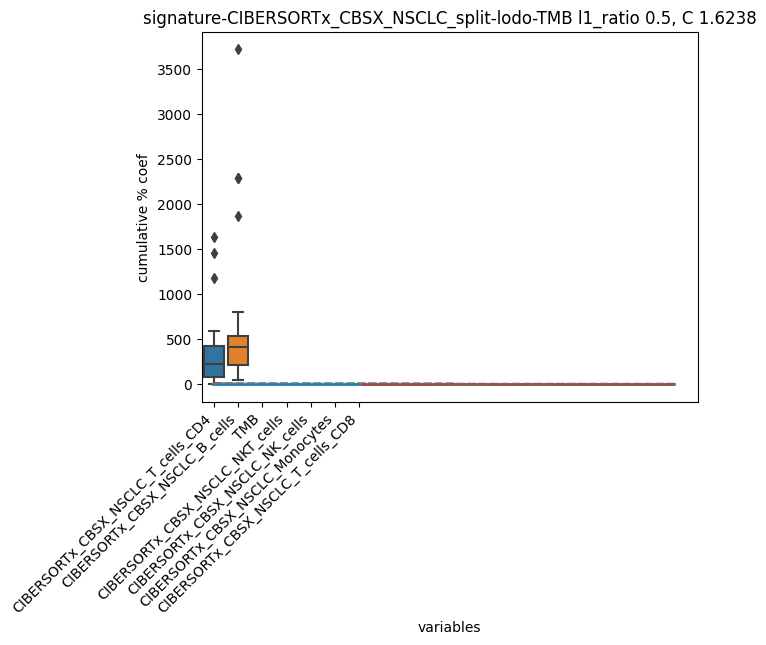 signature-CIBERSORTx_CBSX_NSCLC_split-lodo-TMB l1_ratio 0.5, C 1.6238
cumulative % coef
3500
3000
2500
2000
1500
1000
500
0
CIBERSORTx_CBSX_NSCLC_T_cells_CD4
CIBERSORTx_CBSX_NSCLC_B_cells
TMB
CIBERSORTx_CBSX_NSCLC_NKT_cells
CIBERSORTx_CBSX_NSCLC_NK_cells
CIBERSORTx_CBSX_NSCLC_Monocytes
CIBERSORTx_CBSX_NSCLC_T_cells_CD8
variables